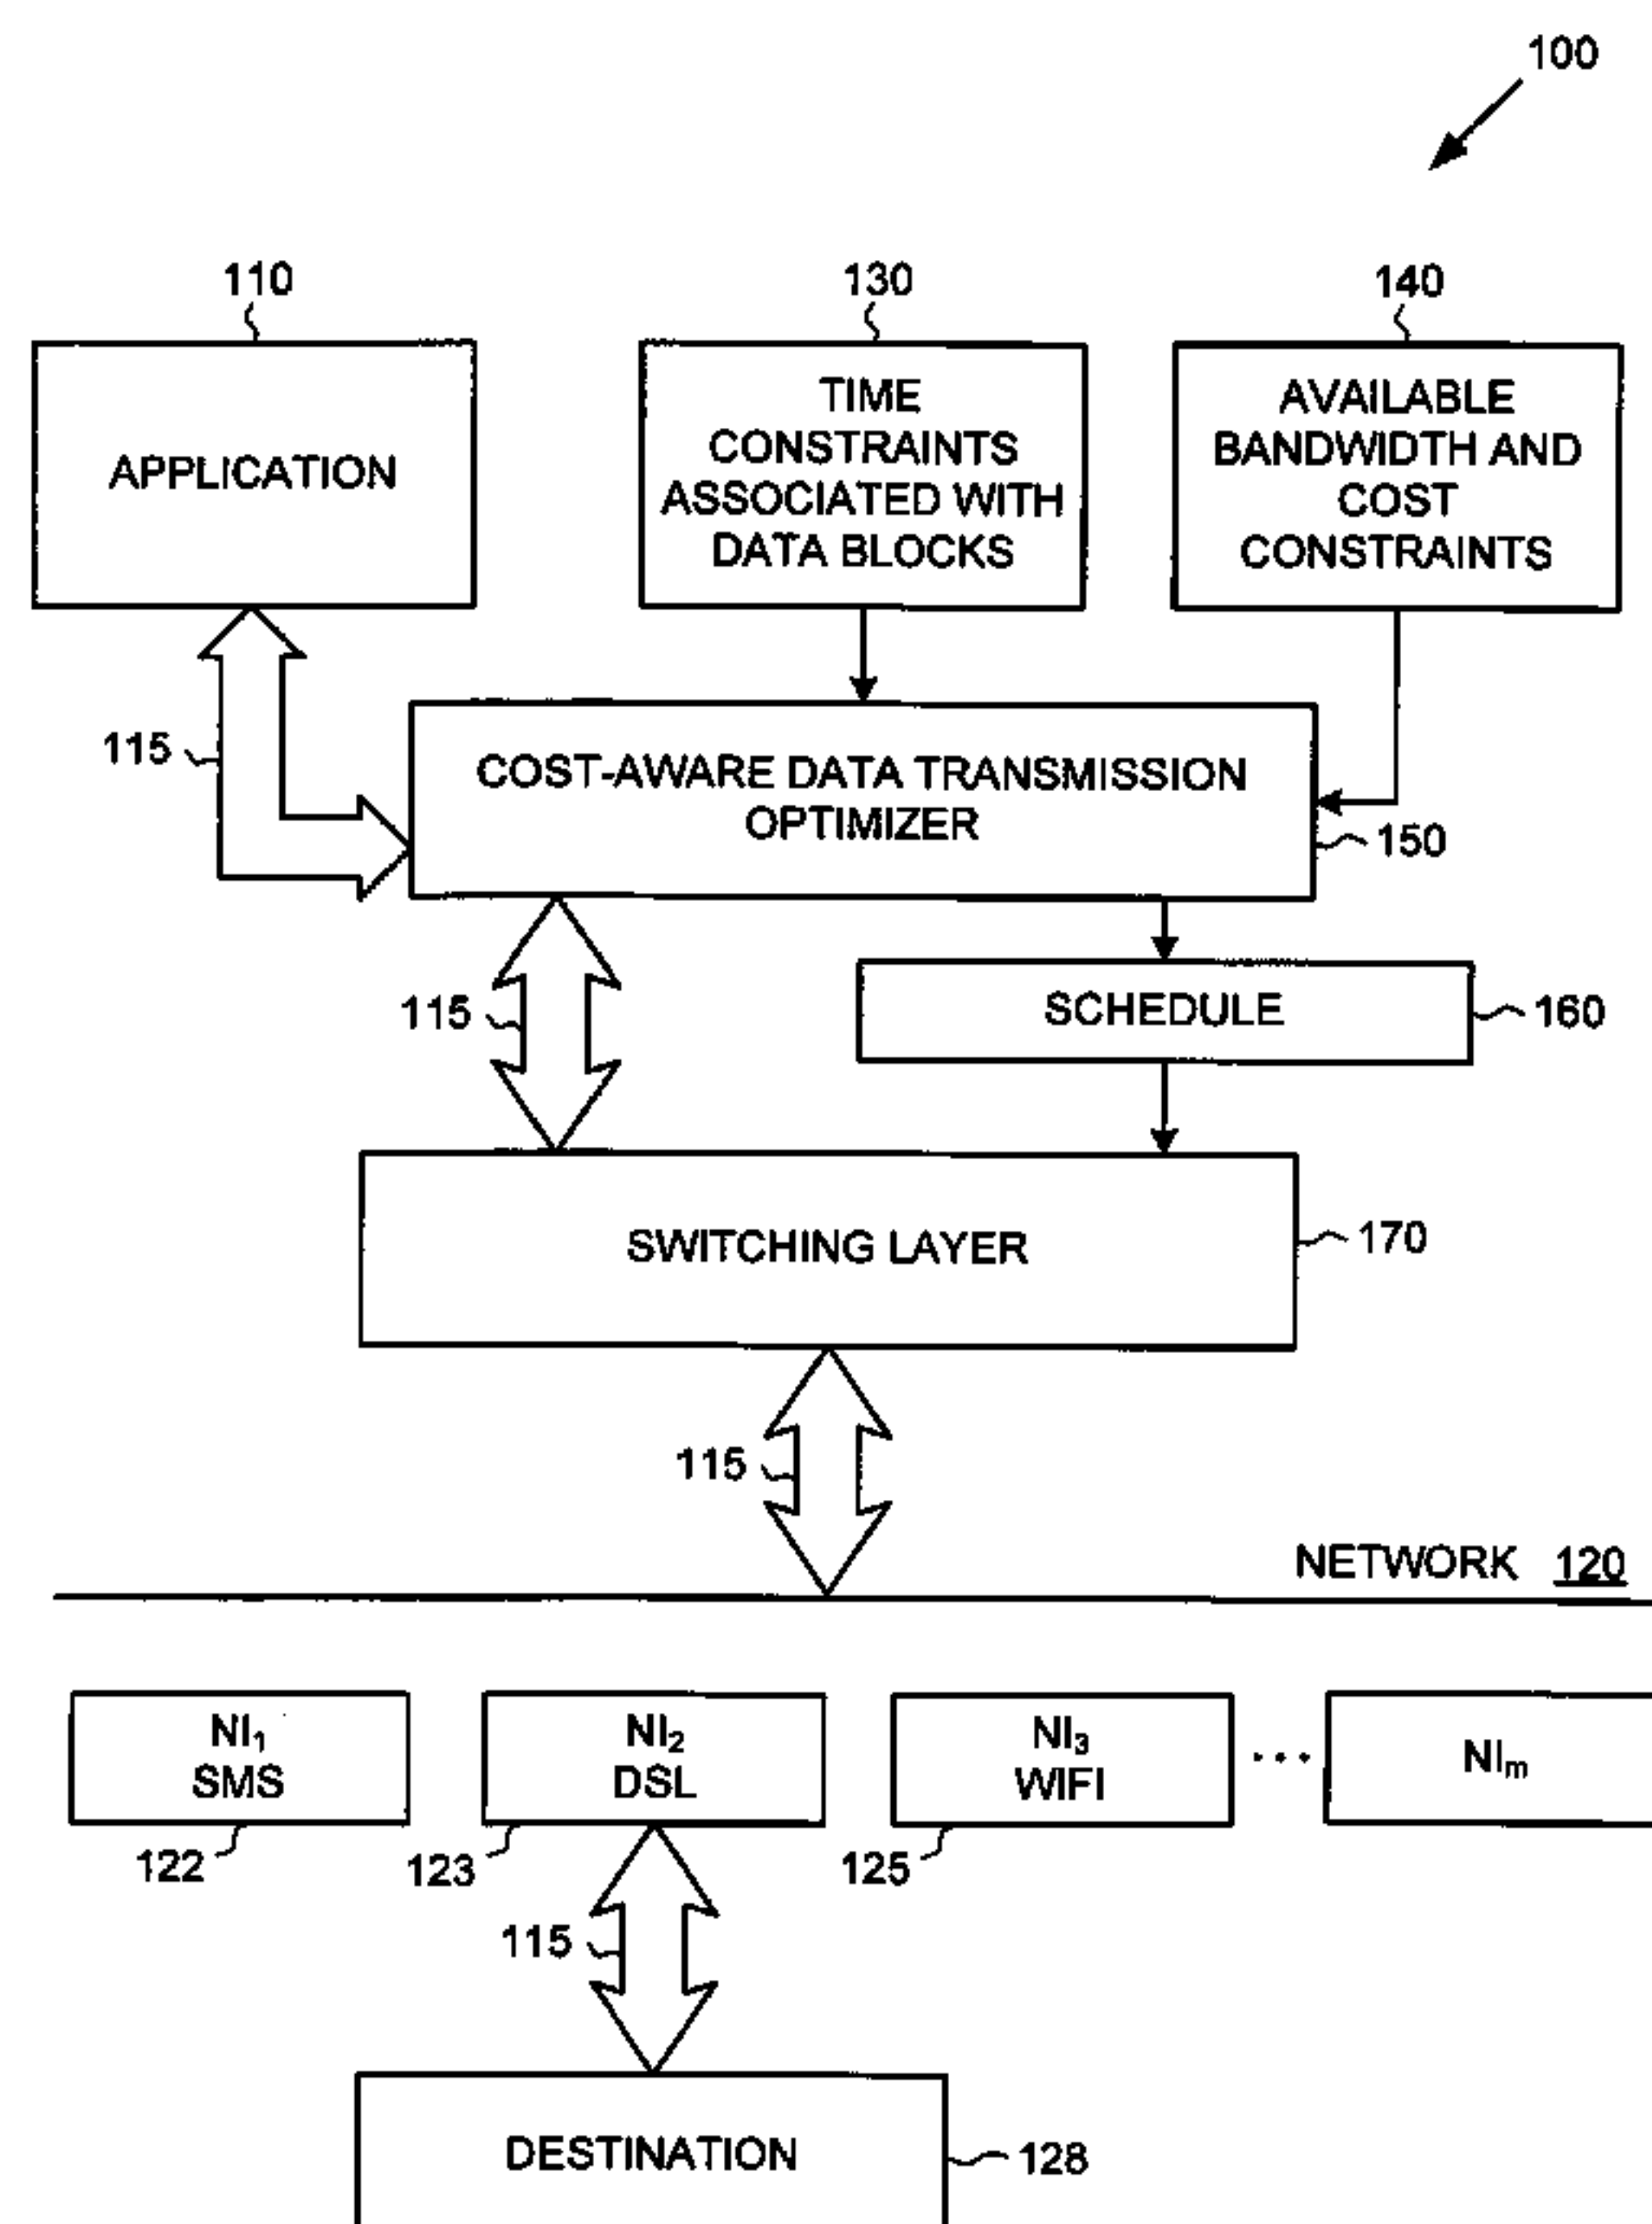 100
110
130
140
APPLICATION
TIME
CONSTRAINTS
ASSOCIATED WITH
DATA BLOCKS
AVAILABLE
BANDWIDTH AND
COST
CONSTRAINTS
115
COST-AWARE DATA TRANSMISSION
OPTIMIZER
150
115
SCHEDULE
160
SWITCHING LAYER
170
115
NETWORK 120
NI₁
SMS
NI₂
DSL
NI₃
WIFI
...
NIₘ
122
123
125
115
DESTINATION
128